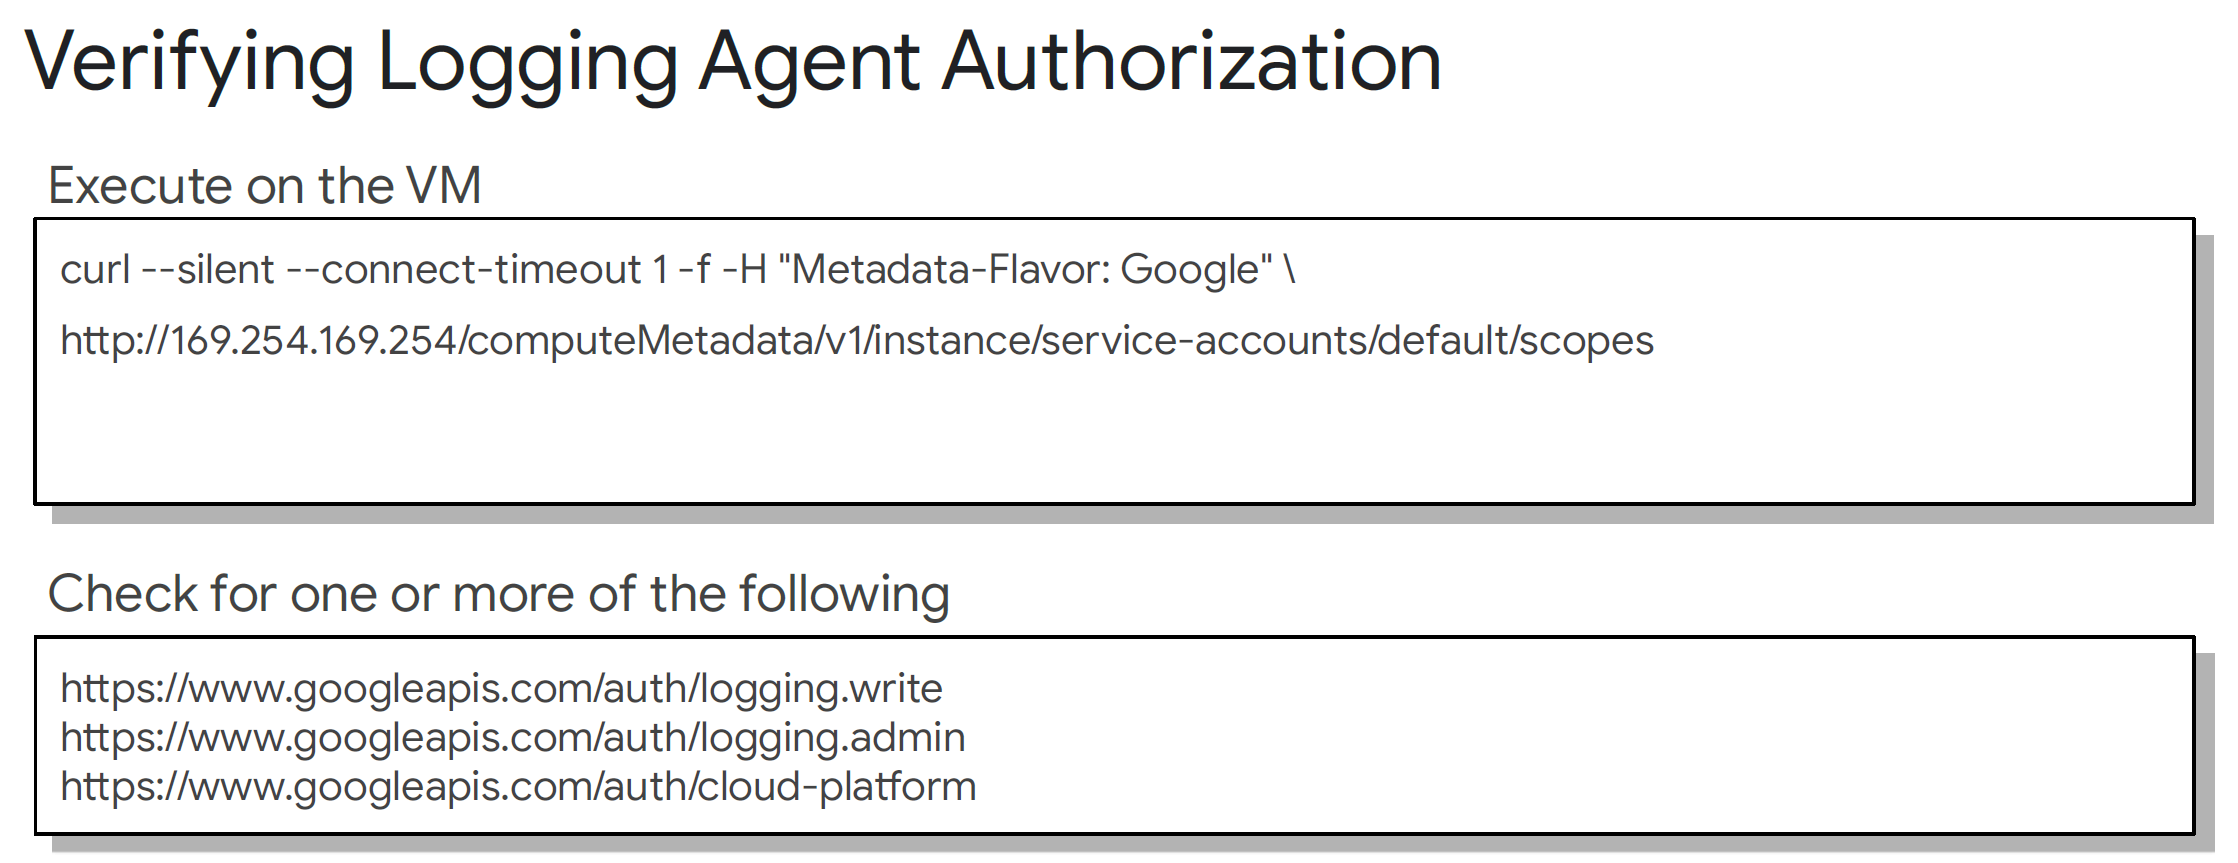 Verifying Logging Agent Authorization
Execute on the VM
curl --silent --connect-timeout 1 -f -H "Metadata-Flavor: Google" \
http://169.254.169.254/computeMetadata/v1/instance/service-accounts/default/scopes
Check for one or more of the following
https://www.googleapis.com/auth/logging.write
https://www.googleapis.com/auth/logging.admin
https://www.googleapis.com/auth/cloud-platform